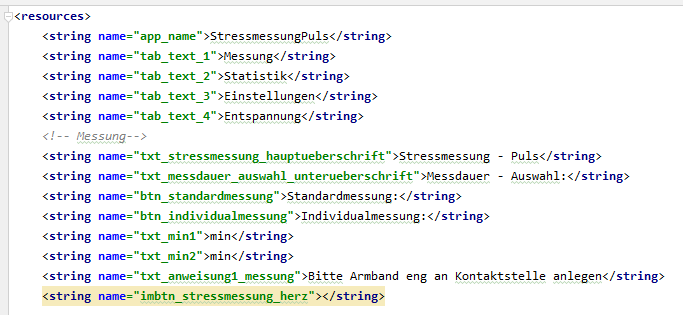 <resources>
<string name="app_name">StressmessungPuls</string>
<string name="tab_text_1">Messung</string>
<string name="tab_text_2">Statistik</string>
<string name="tab_text_3">Einstellungen</string>
<string name="tab_text_4">Entspannung</string>
<!-- Messung-->
<string name="txt_stressmessung_hauptueberschrift">Stressmessung - Puls</string>
<string name="txt_messdauer_auswahl_unterueberschrift">Messdauer - Auswahl:</string>
<string name="btn_standardmessung">Standardmessung:</string>
<string name="btn_individualmessung">Individualmessung:</string>
<string name="txt_min1">min</string>
<string name="txt_min2">min</string>
<string name="txt_anweisung1_messung">Bitte Armband eng an Kontaktstelle anlegen</string>
<string name="imbtn_stressmessung_herz"></string>